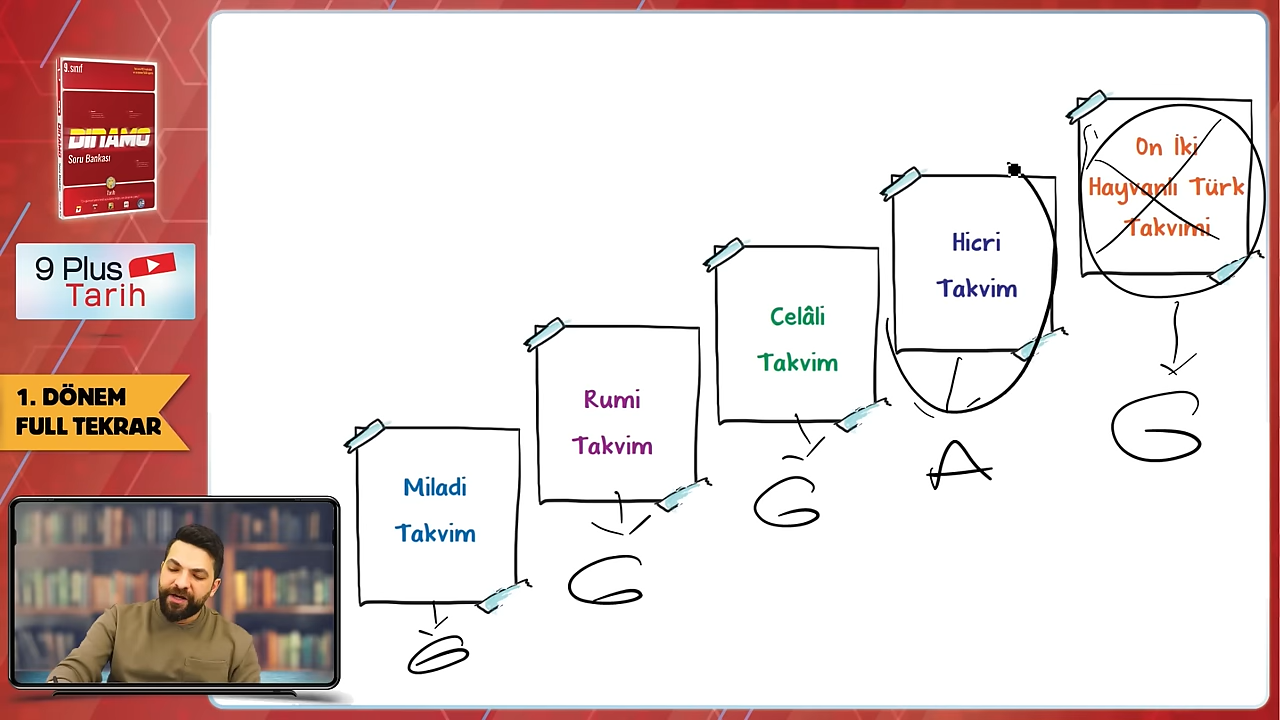 9. sınıf
DİNAMO
Soru Bankası
Tarih
9 Plus
Tarih
1. DÖNEM
FULL TEKRAR
Miladi
Takvim
G
Rumi
Takvim
G
Celâli
Takvim
G
Hicri
Takvim
A
On İki
Hayvanlı Türk
Takvimi
G